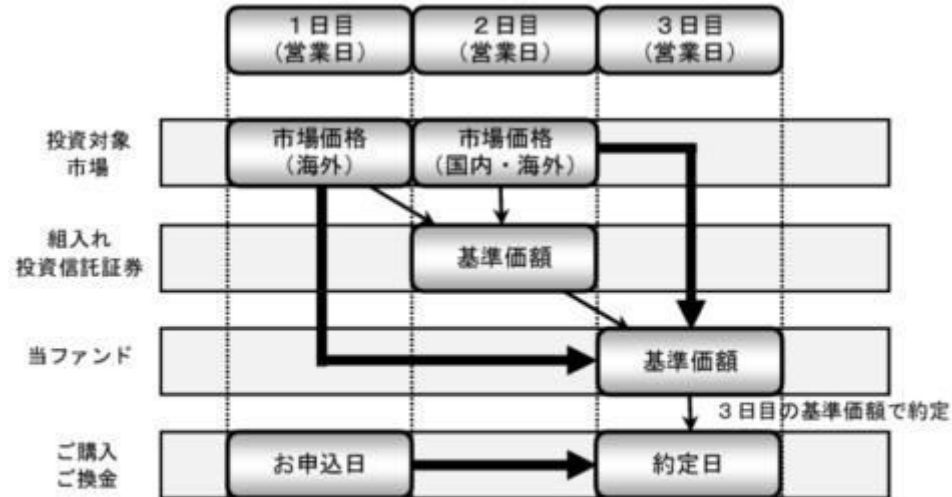 １日目
（営業日）
２日目
（営業日）
３日目
（営業日）
投資対象
市場
市場価格
（海外）
市場価格
（国内・海外）
組入れ
投資信託証券
基準価額
当ファンド
基準価額
３日目の基準価額で約定
ご購入
ご換金
お申込日
約定日